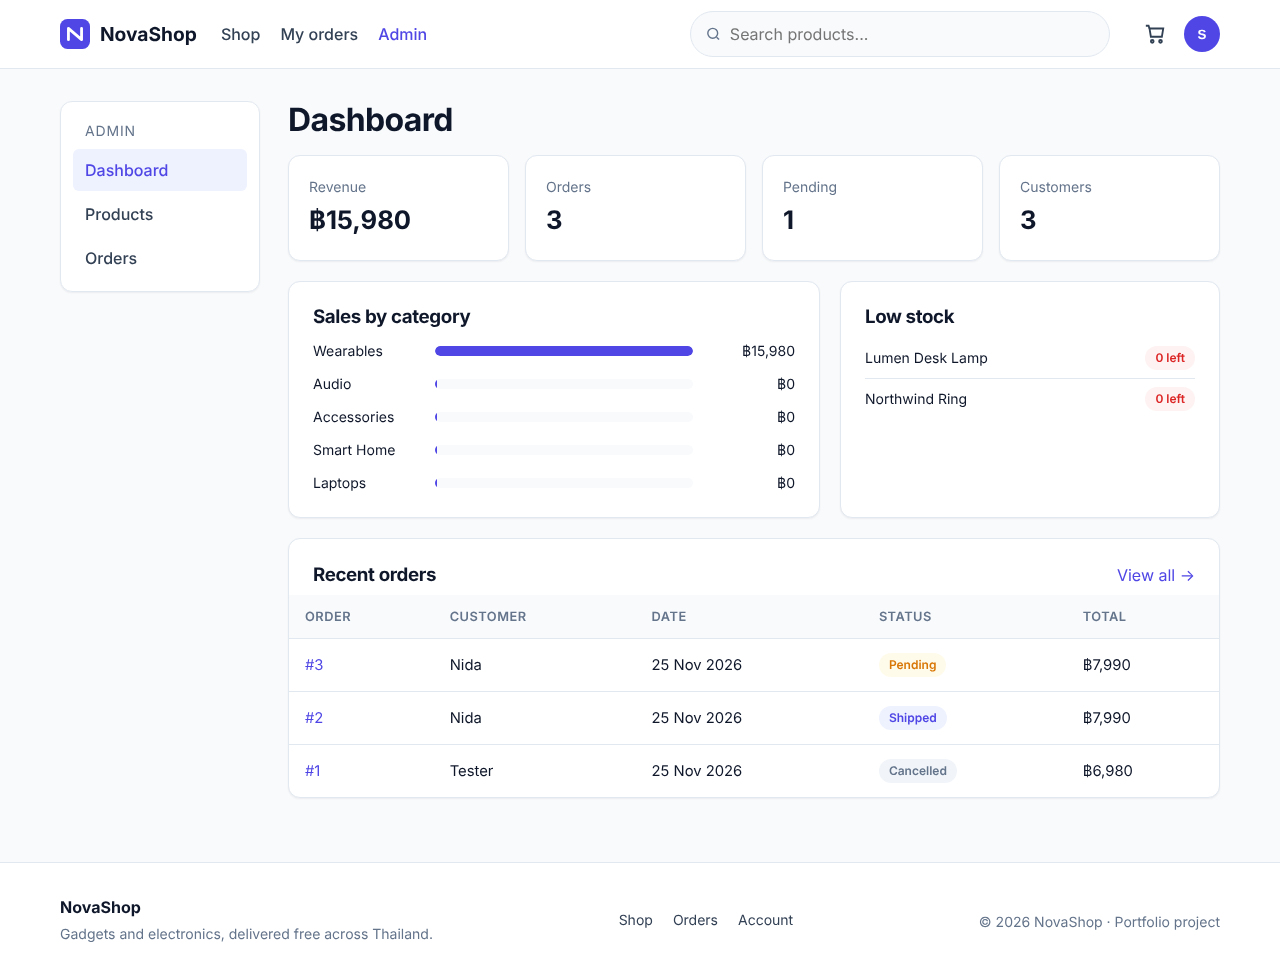 NovaShop Shop My orders Admin Search products... S
ADMIN
Dashboard
Products
Orders
Dashboard
Revenue
฿15,980
Orders
3
Pending
1
Customers
3
Sales by category
Wearables ฿15,980
Audio ฿0
Accessories ฿0
Smart Home ฿0
Laptops ฿0
Low stock
Lumen Desk Lamp 0 left
Northwind Ring 0 left
Recent orders View all →
ORDER CUSTOMER DATE STATUS TOTAL
#3 Nida 25 Nov 2026 Pending ฿7,990
#2 Nida 25 Nov 2026 Shipped ฿7,990
#1 Tester 25 Nov 2026 Cancelled ฿6,980
NovaShop
Gadgets and electronics, delivered free across Thailand.
Shop Orders Account
© 2026 NovaShop · Portfolio project